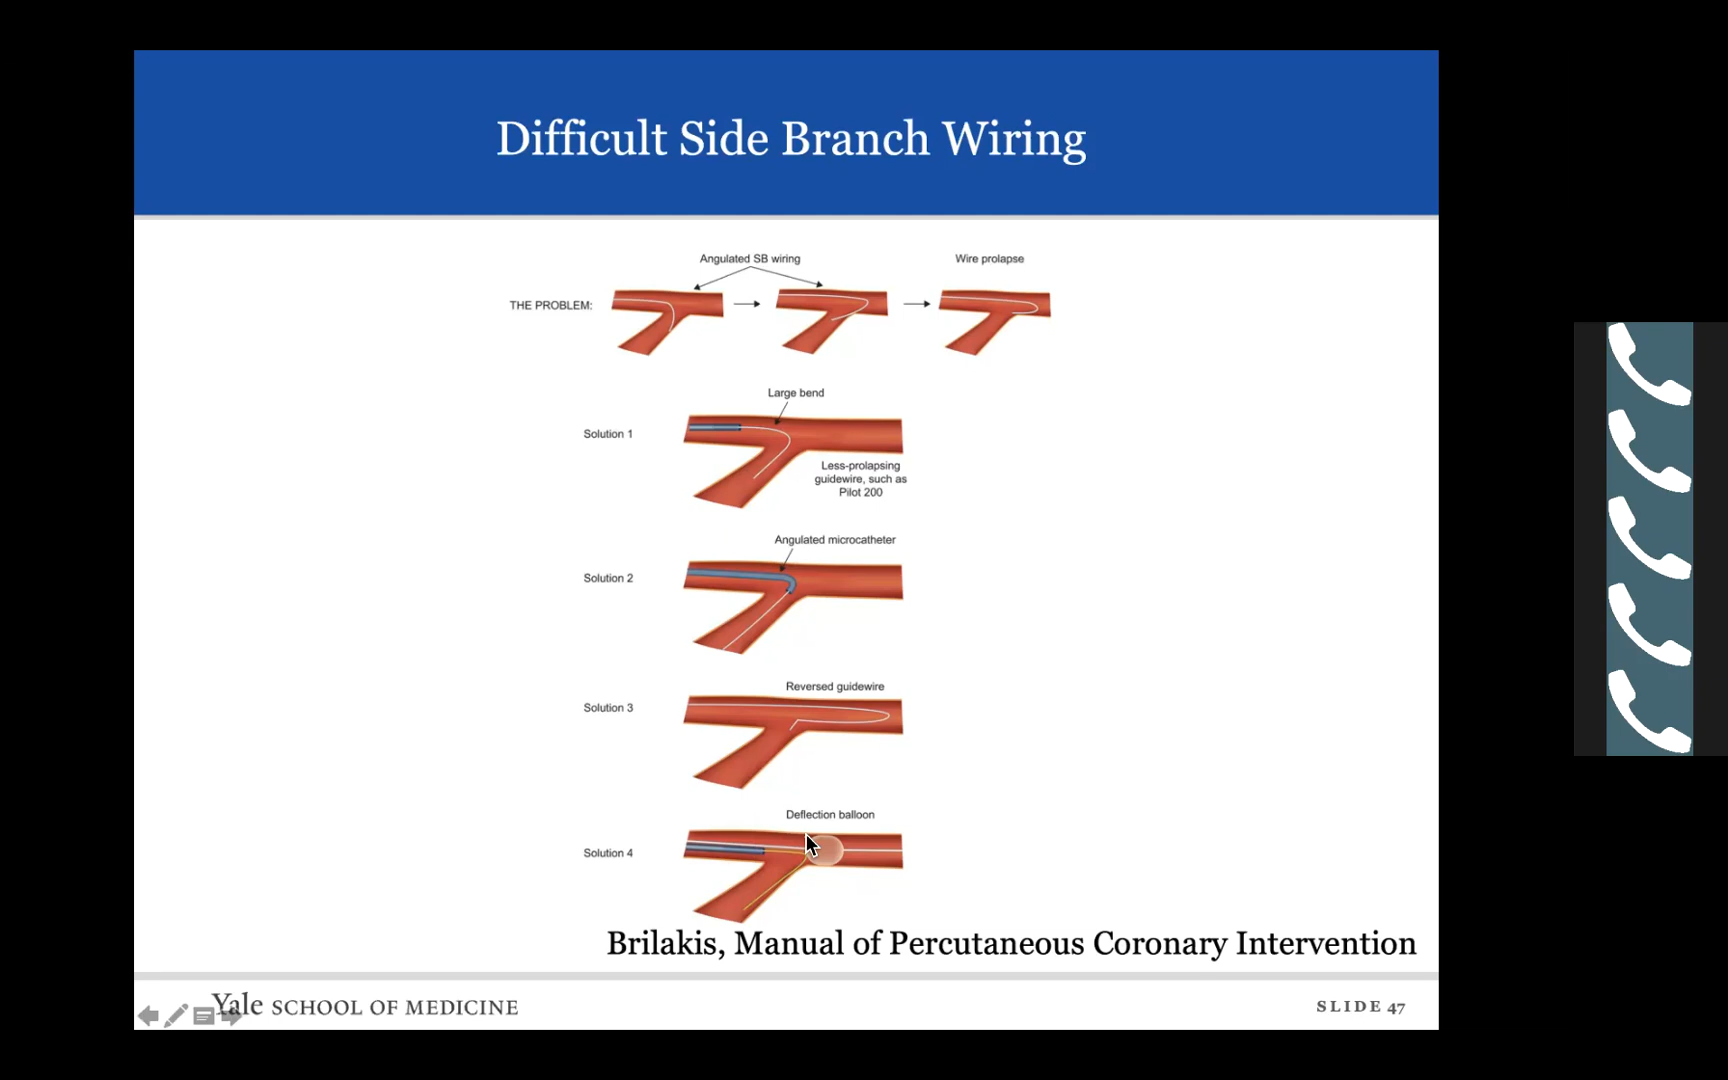 Difficult Side Branch Wiring
Angulated SB wiring
Wire prolapse
THE PROBLEM:
Large bend
Solution 1
Less-prolapsing
guidewire, such as
Pilot 200
Angulated microcatheter
Solution 2
Reversed guidewire
Solution 3
Deflection balloon
Solution 4
Brilakis, Manual of Percutaneous Coronary Intervention
Yale SCHOOL OF MEDICINE
SLIDE 47